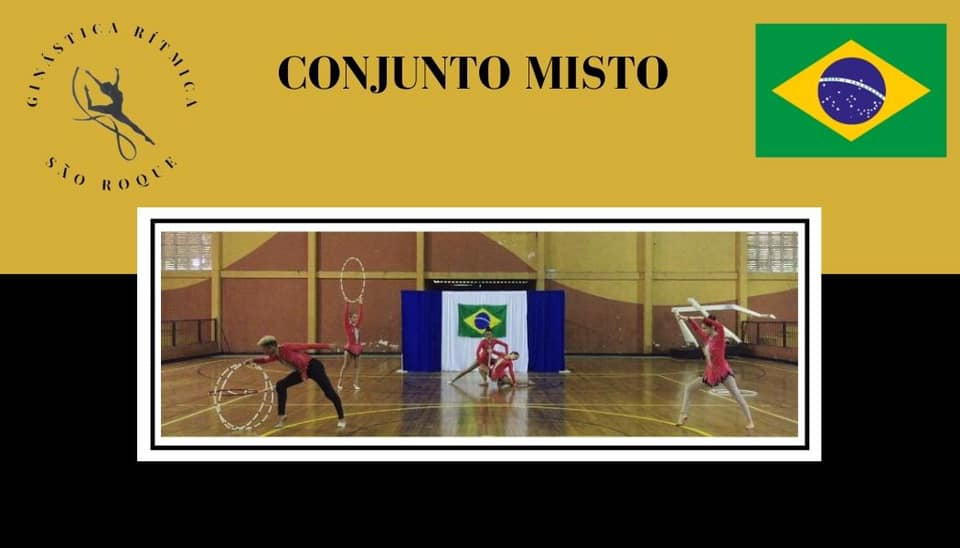 GINÁSTICA RÍTMICA
SÃO ROQUE
CONJUNTO MISTO